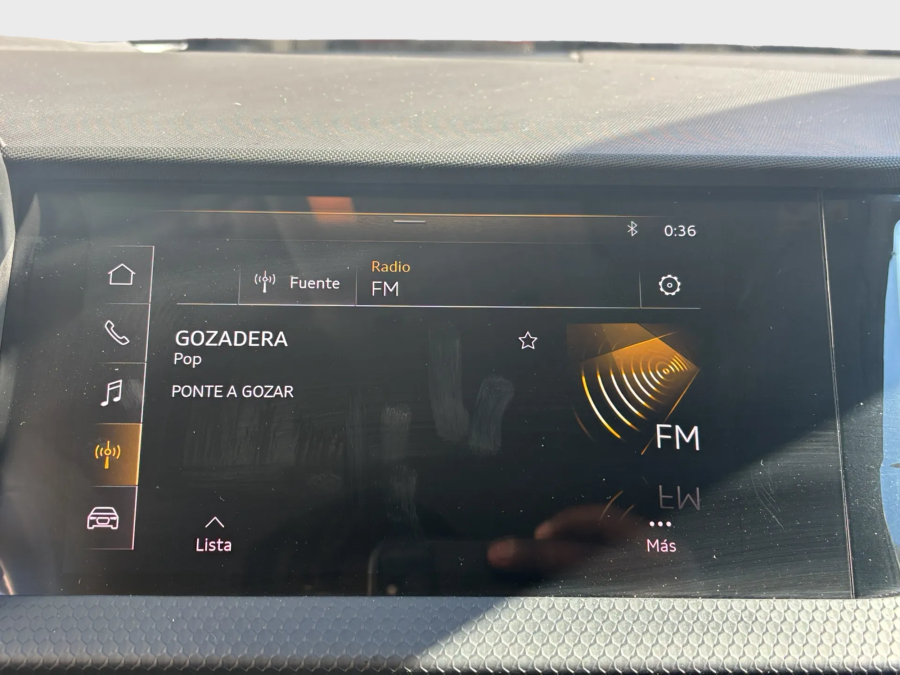 0:36
Fuente
Radio
FM
GOZADERA
Pop
PONTE A GOZAR
FM
Lista
Más